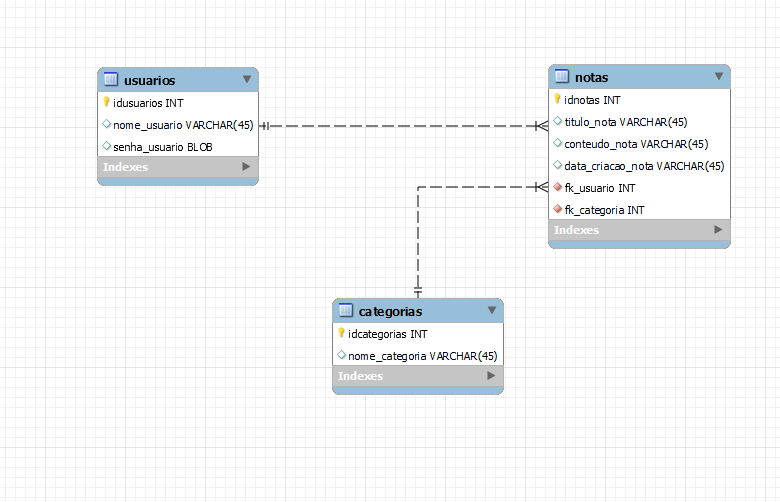 usuarios
idusuarios INT
nome_usuario VARCHAR(45)
senha_usuario BLOB
Indexes
notas
idnotas INT
titulo_nota VARCHAR(45)
conteudo_nota VARCHAR(45)
data_criacao_nota VARCHAR(45)
fk_usuario INT
fk_categoria INT
Indexes
categorias
idcategorias INT
nome_categoria VARCHAR(45)
Indexes